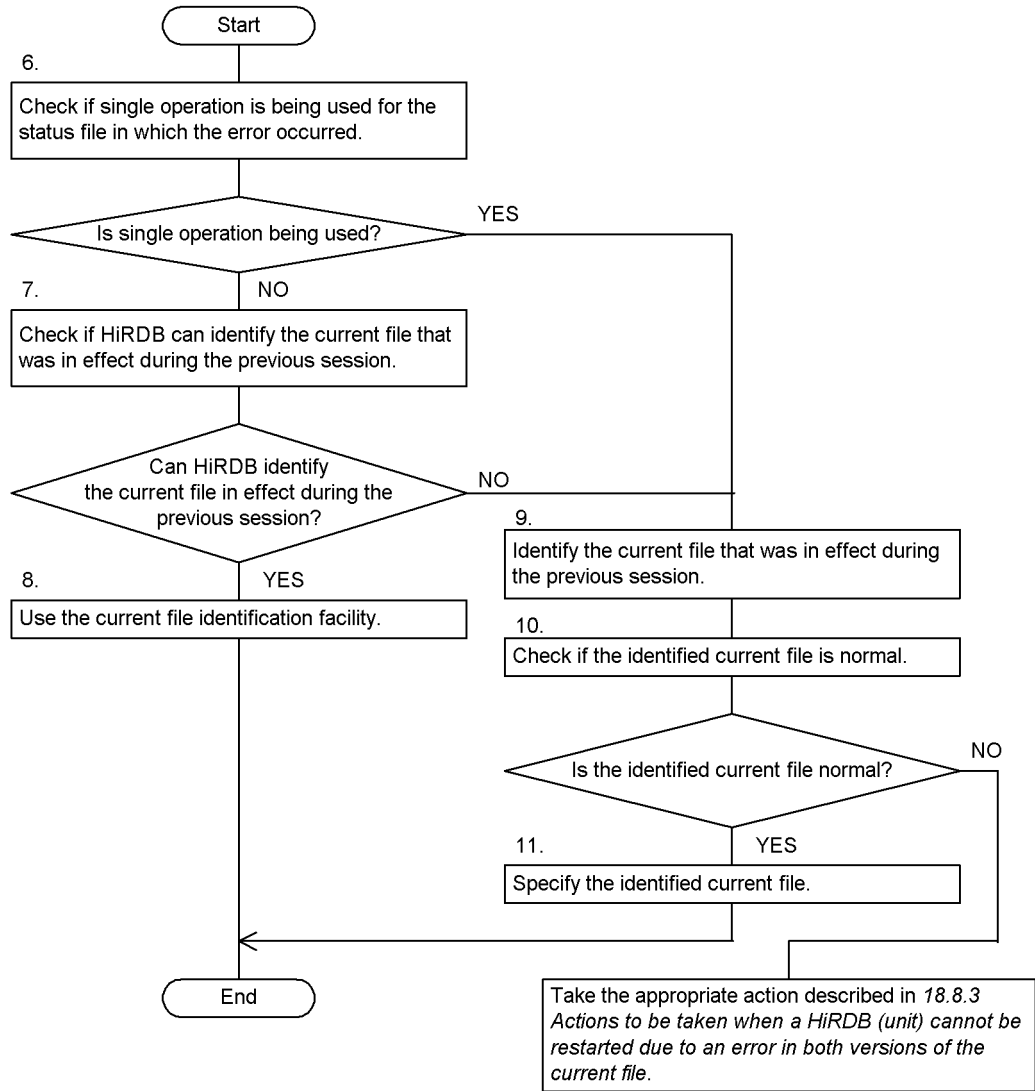 Start
6.
Check if single operation is being used for the
status file in which the error occurred.
Is single operation being used?
YES
NO
7.
Check if HiRDB can identify the current file that
was in effect during the previous session.
Can HiRDB identify
the current file in effect during the
previous session?
NO
YES
8.
Use the current file identification facility.
9.
Identify the current file that was in effect during
the previous session.
10.
Check if the identified current file is normal.
Is the identified current file normal?
NO
YES
11.
Specify the identified current file.
End
Take the appropriate action described in 18.8.3
Actions to be taken when a HiRDB (unit) cannot be
restarted due to an error in both versions of the
current file.